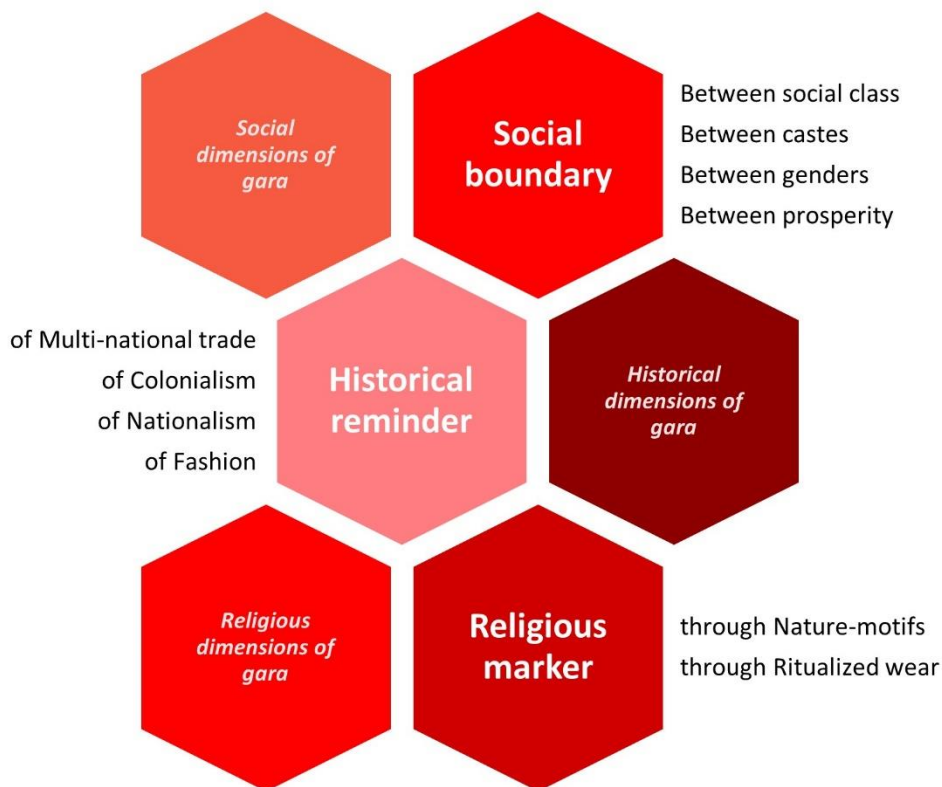 Social
dimensions of
gara
Social
boundary
Between social class
Between castes
Between genders
Between prosperity
of Multi-national trade
of Colonialism
of Nationalism
of Fashion
Historical
reminder
Historical
dimensions of
gara
Religious
dimensions of
gara
Religious
marker
through Nature-motifs
through Ritualized wear